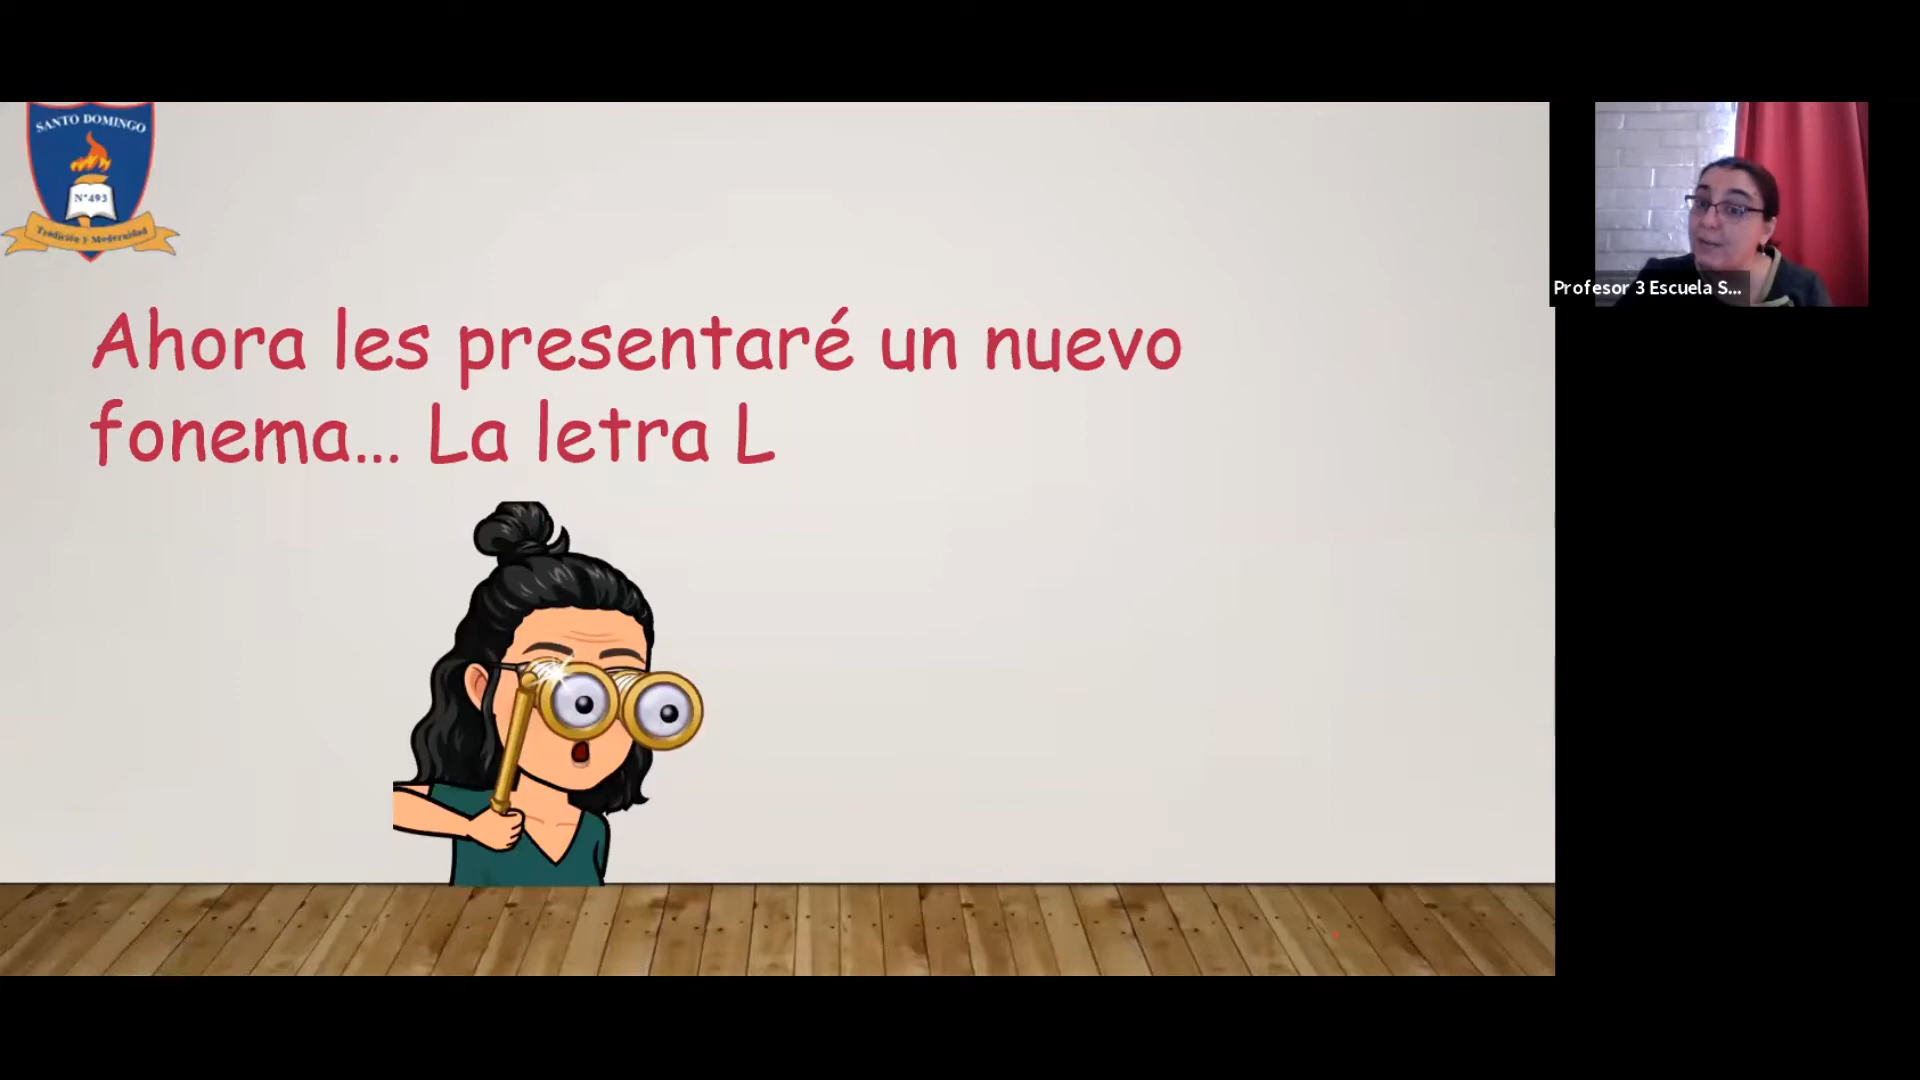 SANTO DOMINGO
N°493
Tradición y Modernidad
Ahora les presentaré un nuevo
fonema... La letra L
Profesor 3 Escuela S...